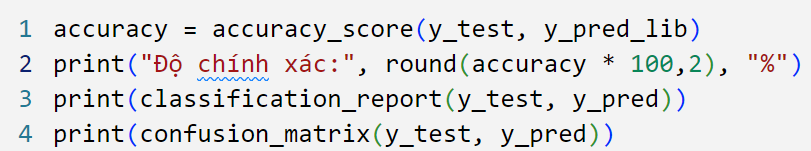 1 accuracy = accuracy_score(y_test, y_pred_lib)
2 print("Độ chính xác:", round(accuracy * 100,2), "%")
3 print(classification_report(y_test, y_pred))
4 print(confusion_matrix(y_test, y_pred))